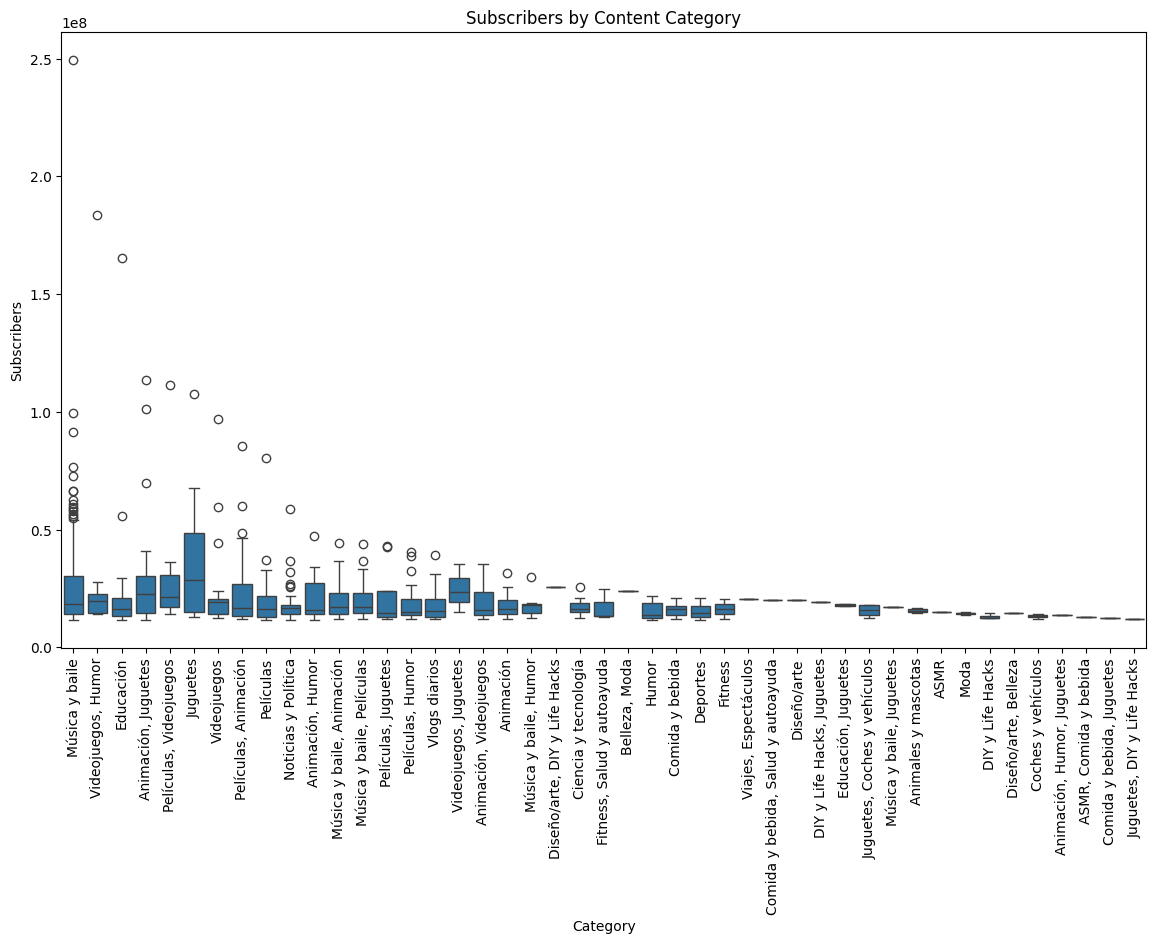 Subscribers by Content Category
1e8
2.5
2.0
1.5
1.0
0.5
0.0
Subscribers
Música y baile
Videojuegos, Humor
Educación
Animación, Juguetes
Películas, Videojuegos
Juguetes
Videojuegos
Películas, Animación
Películas
Noticias y Política
Animación, Humor
Música y baile, Animación
Música y baile, Películas
Películas, Juguetes
Películas, Humor
Vlogs diarios
Videojuegos, Juguetes
Animación, Videojuegos
Animación
Música y baile, Humor
Diseño/arte, DIY y Life Hacks
Ciencia y tecnología
Fitness, Salud y autoayuda
Belleza, Moda
Humor
Comida y bebida
Deportes
Fitness
Viajes, Espectáculos
Comida y bebida, Salud y autoayuda
Diseño/arte
DIY y Life Hacks, Juguetes
Educación, Juguetes
Juguetes, Coches y vehículos
Música y baile, Juguetes
Animales y mascotas
ASMR
Moda
DIY y Life Hacks
Diseño/arte, Belleza
Coches y vehículos
Animación, Humor, Juguetes
ASMR, Comida y bebida
Comida y bebida, Juguetes
Juguetes, DIY y Life Hacks
Category